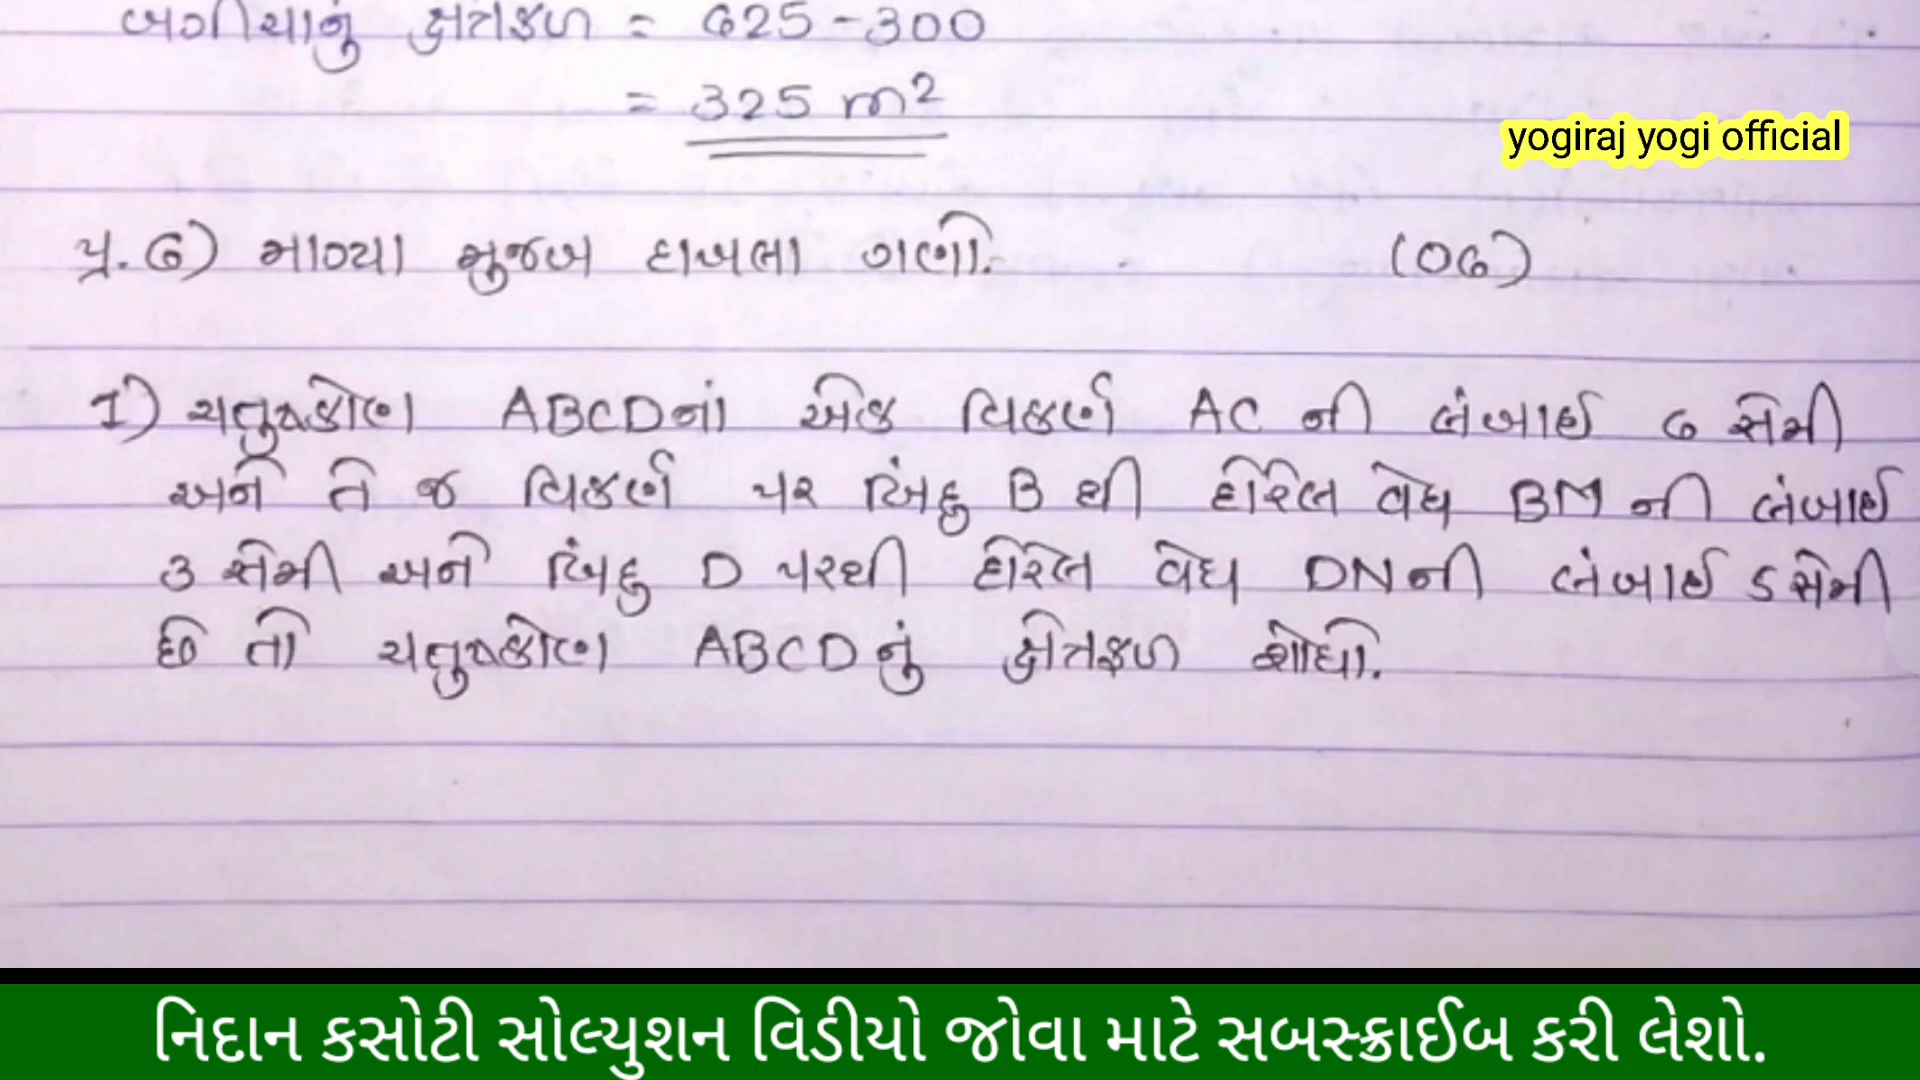 બગીચાનું ક્ષેત્રફળ = 625 - 300
= 325 m²
yogiraj yogi official
પ્ર. 6) માગ્યા મુજબ દાખલા ગણો. (06)
1) ચતુષ્કોણ ABCDનાં એક વિકર્ણ AC ની લંબાઈ 6 સેમી
અને તે જ વિકર્ણ પર બિંદુ B થી દોરેલ વેધ BM ની લંબાઈ
3 સેમી અને બિંદુ D પરથી દોરેલ વેધ DNની લંબાઈ 5 સેમી
છે તો ચતુષ્કોણ ABCDનું ક્ષેત્રફળ શોધો.
નિદાન કસોટી સોલ્યુશન વિડીયો જોવા માટે સબસ્ક્રાઈબ કરી લેશો.